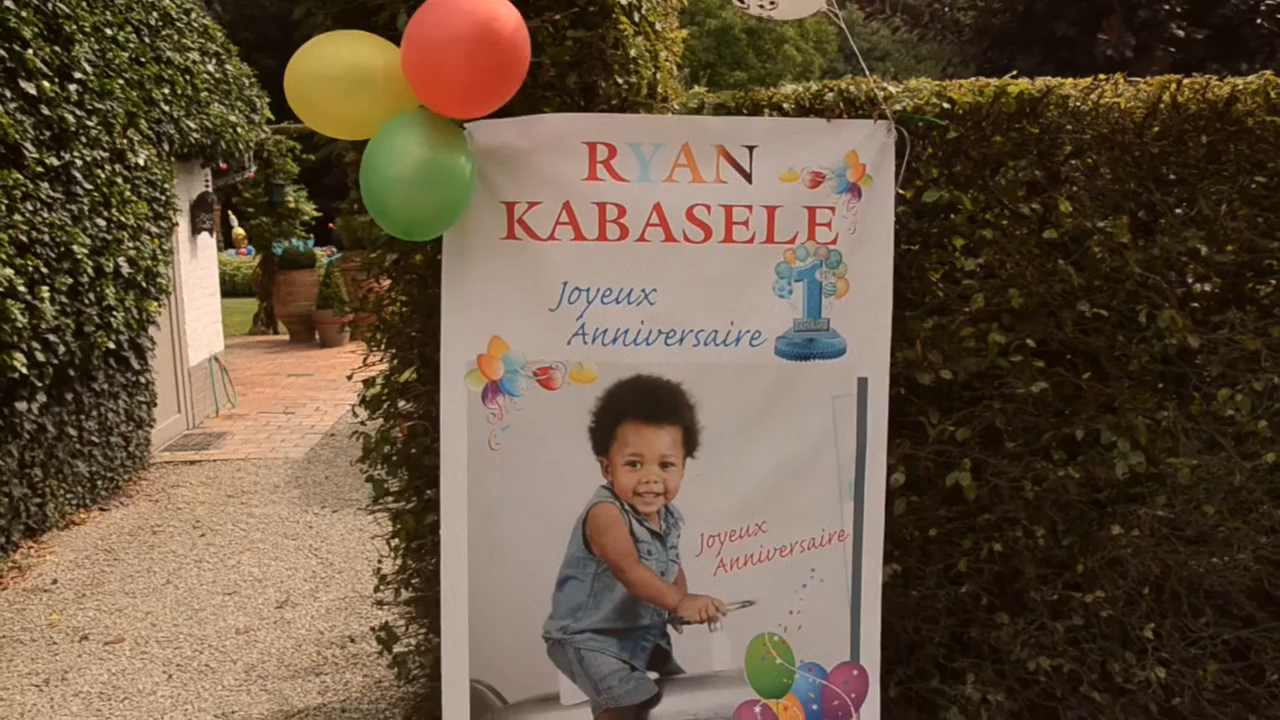 RYAN
KABASELE
Joyeux
Anniversaire
1
Joyeux
Anniversaire